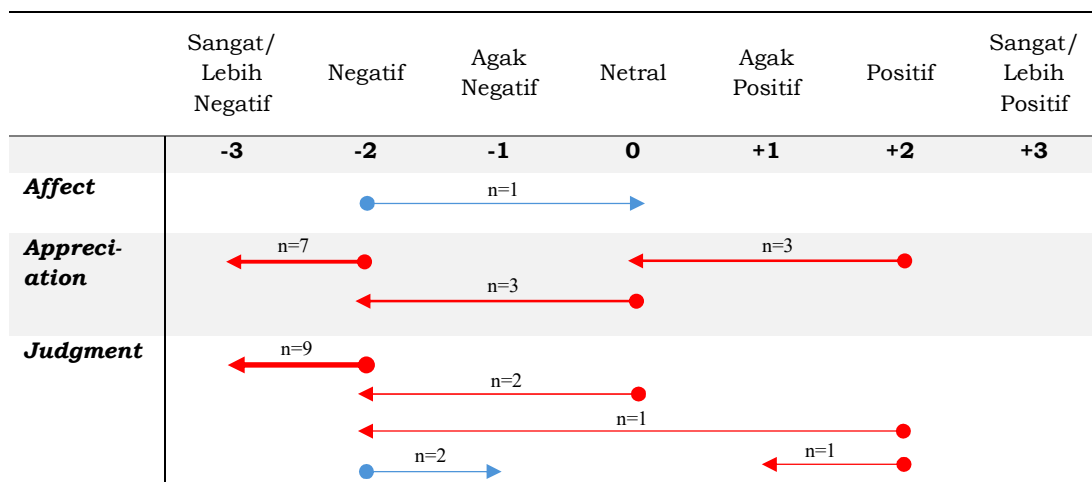 Sangat/
Lebih
Negatif
Negatif
Agak
Negatif
Netral
Agak
Positif
Positif
Sangat/
Lebih
Positif
-3 -2 -1 0 +1 +2 +3
Affect
n=1
Appreci-
ation
n=7 n=3
n=3
Judgment
n=9
n=2
n=1
n=2 n=1